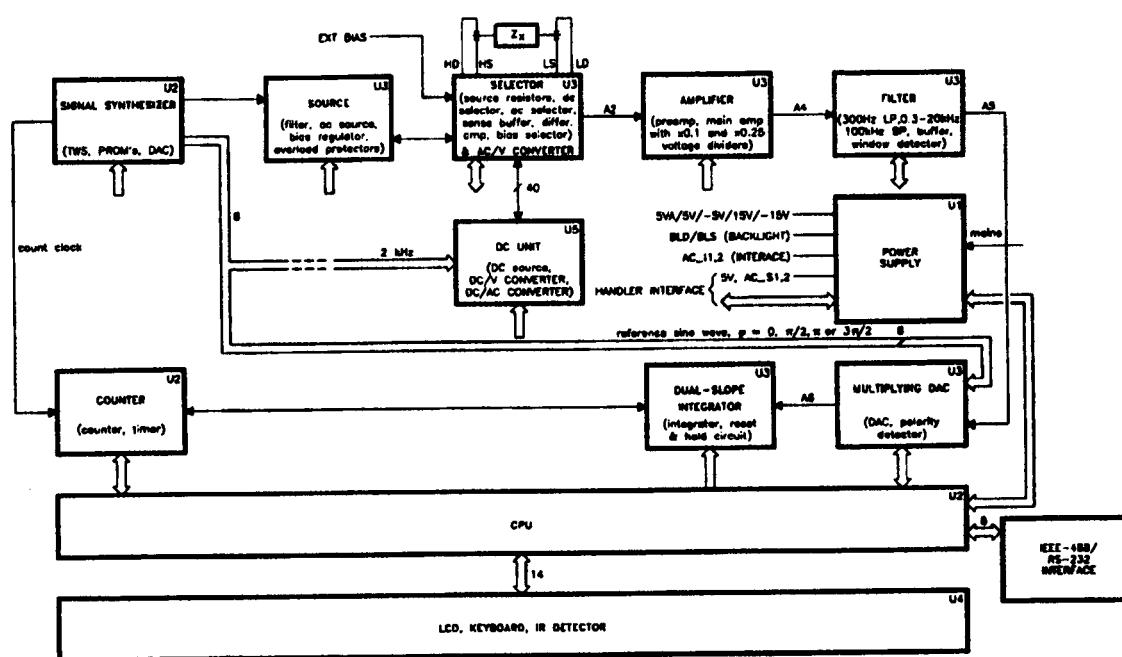 EXT BIAS
Zx
HD
HS
LS
LD
U2
SIGNAL SYNTHESIZER
(TWS, PROM's, DAC)
U3
SOURCE
(filter, ac source,
bias regulator,
overload protectors)
U3
SELECTOR
(source resistors, dc
selector, ac selector,
sense buffer, differ.
cmp, bias selector)
& AC/V CONVERTER
A2
U3
AMPLIFIER
(preamp, main amp
with x0.1 and x0.25
voltage dividers)
A4
U3
FILTER
(300Hz LP,0.3-20kHz
100kHz BP, buffer,
window detector)
A5
count clock
8
40
2 kHz
U5
DC UNIT
(DC source,
DC/V CONVERTER,
DC/AC CONVERTER)
5VA/5V/-5V/15V/-15V
BLD/BLS (BACKLIGHT)
AC_I1,2 (INTERACE)
5V, AC_S1,2
HANDLER INTERFACE
U1
POWER
SUPPLY
mains
reference sine wave, p = 0, π/2, π or 3π/2
8
U2
COUNTER
(counter, timer)
U3
DUAL-SLOPE
INTEGRATOR
(integrator, reset
& hold circuit)
A6
U3
MULTIPLYING DAC
(DAC, polarity
detector)
U2
CPU
8
IEEE-488/
RS-232
INTERFACE
14
U4
LCD, KEYBOARD, IR DETECTOR